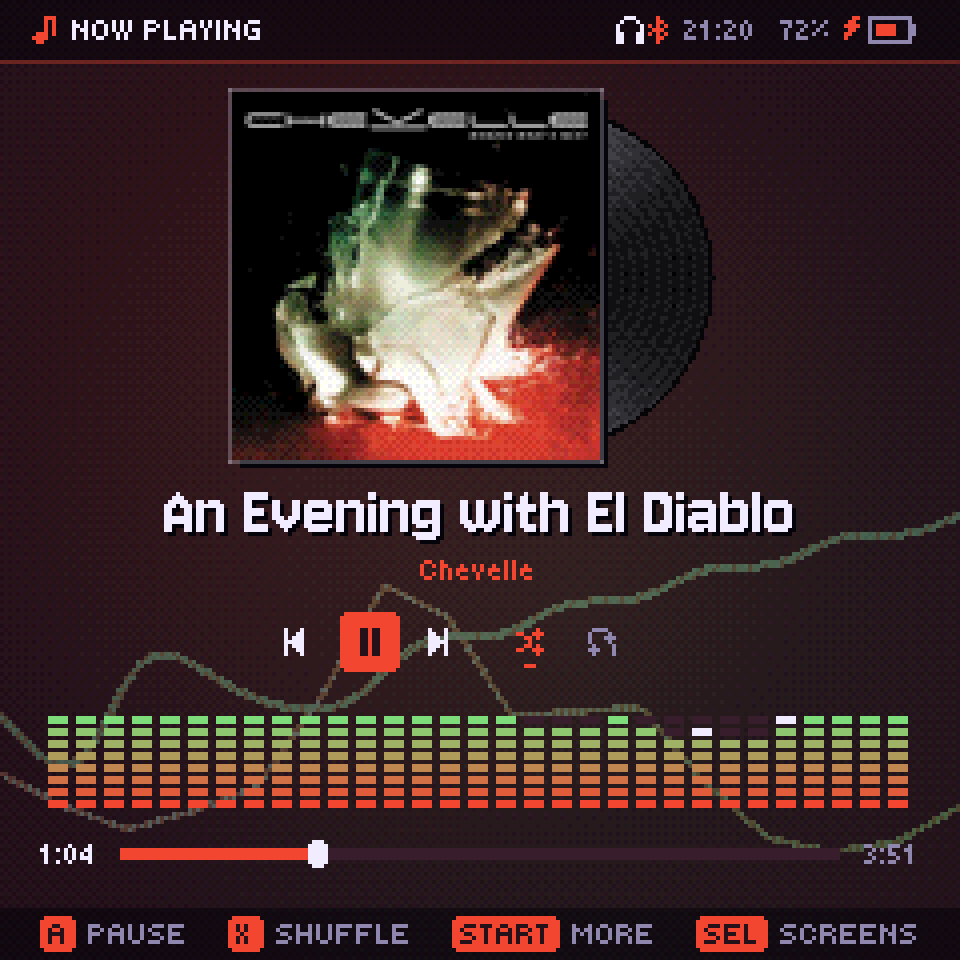 NOW PLAYING
21:20 72%
CHEVELLE
An Evening with El Diablo
Chevelle
1:04
3:51
A PAUSE X SHUFFLE START MORE SEL SCREENS